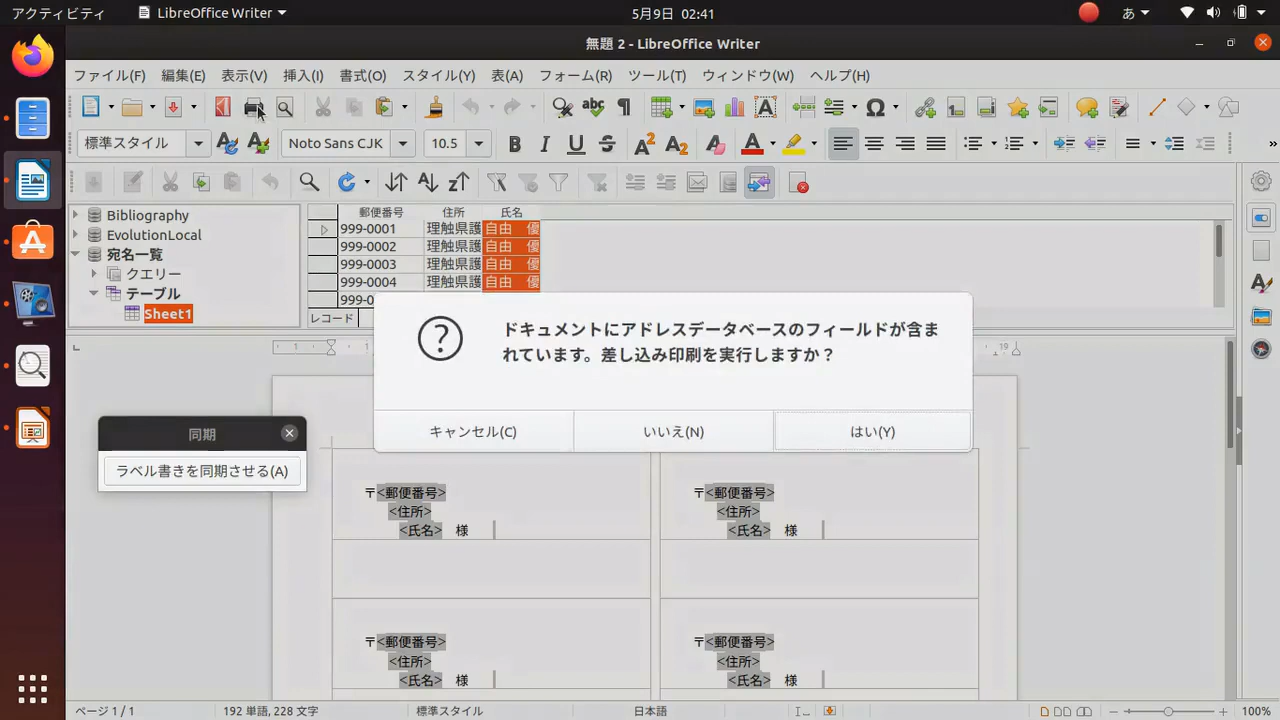 アクティビティ
LibreOffice Writer
5月9日 02:41
あ
無題 2 - LibreOffice Writer
ファイル(F) 編集(E) 表示(V) 挿入(I) 書式(O) スタイル(Y) 表(A) フォーム(R) ツール(T) ウィンドウ(W) ヘルプ(H)
標準スタイル
Noto Sans CJK
10.5
Bibliography
EvolutionLocal
宛名一覧
クエリー
テーブル
Sheet1
郵便番号 住所 氏名
999-0001 理触県護 自由 優
999-0002 理触県護 自由 優
999-0003 理触県護 自由 優
999-0004 理触県護 自由 優
レコード
ドキュメントにアドレスデータベースのフィールドが含ま
れています。差し込み印刷を実行しますか？
キャンセル(C) いいえ(N) はい(Y)
同期
ラベル書きを同期させる(A)
〒<郵便番号>
<住所>
<氏名> 様
〒<郵便番号>
<住所>
<氏名> 様
〒<郵便番号>
<住所>
<氏名> 様
〒<郵便番号>
<住所>
<氏名> 様
ページ 1 / 1
192 単語, 228 文字
標準スタイル
日本語
100%